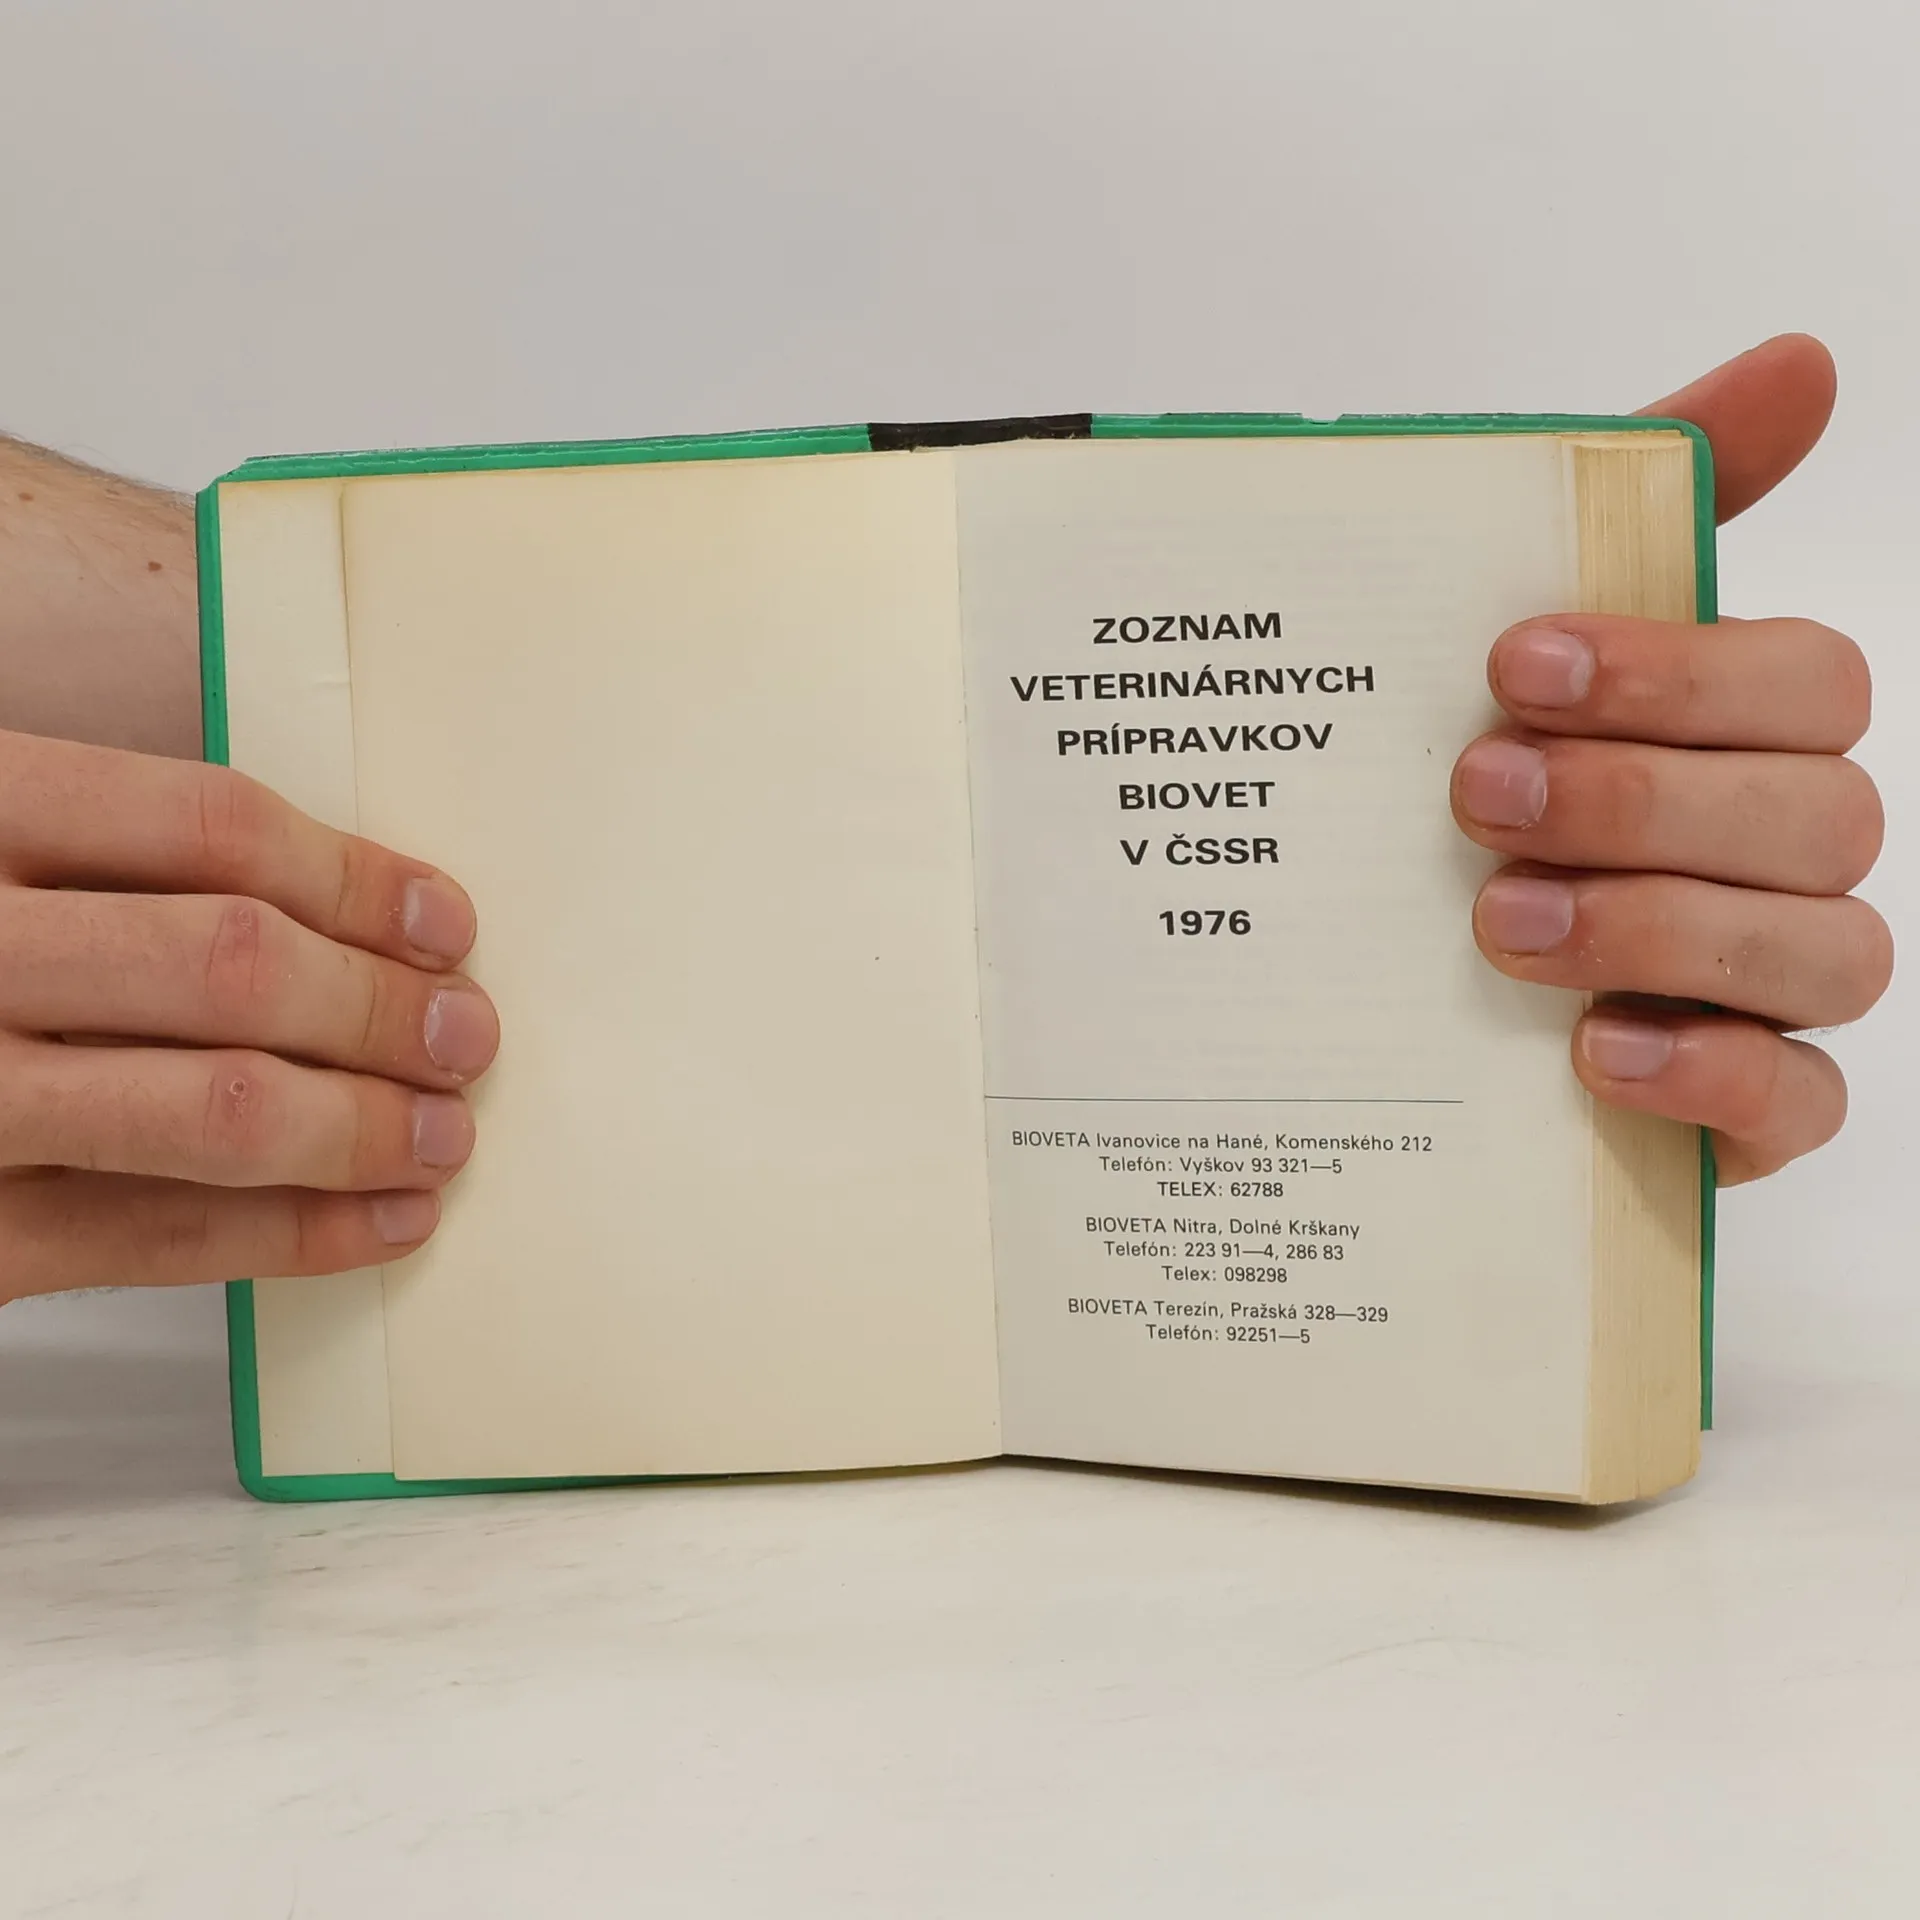 ZOZNAM
VETERINÁRNYCH
PRÍPRAVKOV
BIOVET
V ČSSR
1976
BIOVETA Ivanovice na Hané, Komenského 212
Telefón: Vyškov 93 321—5
TELEX: 62788
BIOVETA Nitra, Dolné Krškany
Telefón: 223 91—4, 286 83
Telex: 098298
BIOVETA Terezín, Pražská 328—329
Telefón: 92251—5